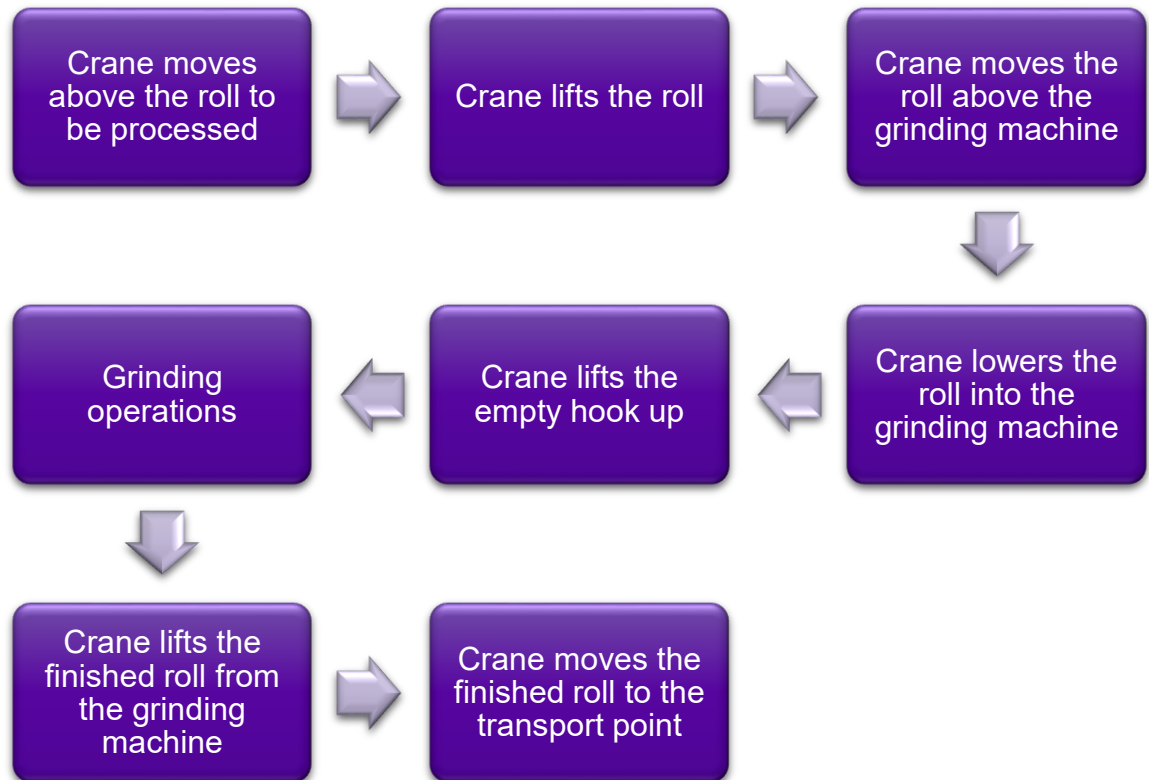 Crane moves
above the roll to
be processed
Crane lifts the roll
Crane moves the
roll above the
grinding machine
Crane lowers the
roll into the
grinding machine
Crane lifts the
empty hook up
Grinding
operations
Crane lifts the
finished roll from
the grinding
machine
Crane moves the
finished roll to the
transport point